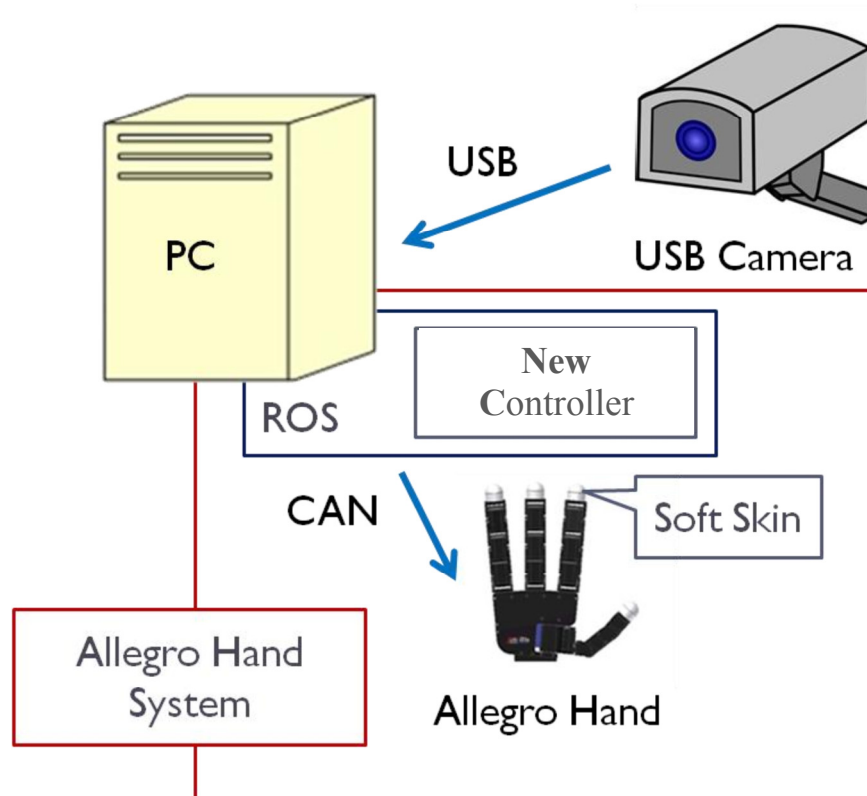 USB
PC
USB Camera
New
Controller
ROS
CAN
Soft Skin
Allegro Hand
System
Allegro Hand